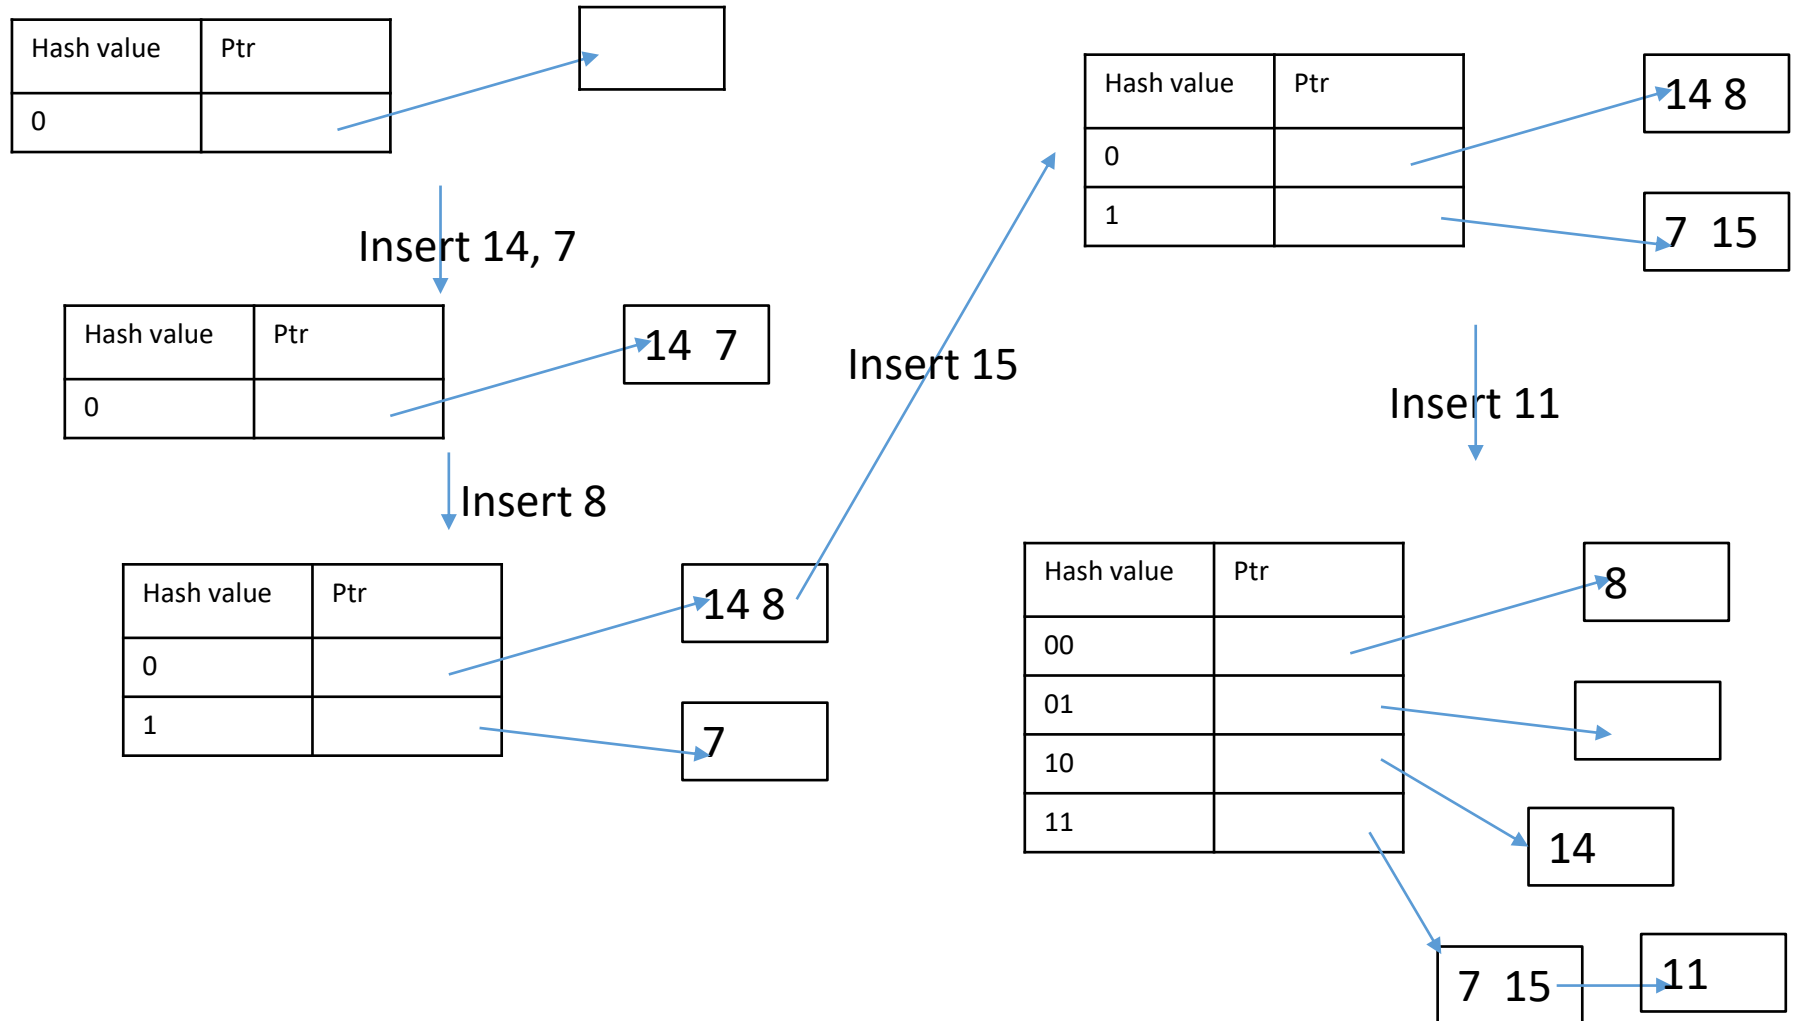 Hash value Ptr
0
Insert 14, 7
Hash value Ptr
14 7
0
Insert 8
Hash value Ptr
14 8
0
1
7
Insert 15
Hash value Ptr
14 8
0
1
7 15
Insert 11
Hash value Ptr
8
00
01
10
11
14
7 15
11